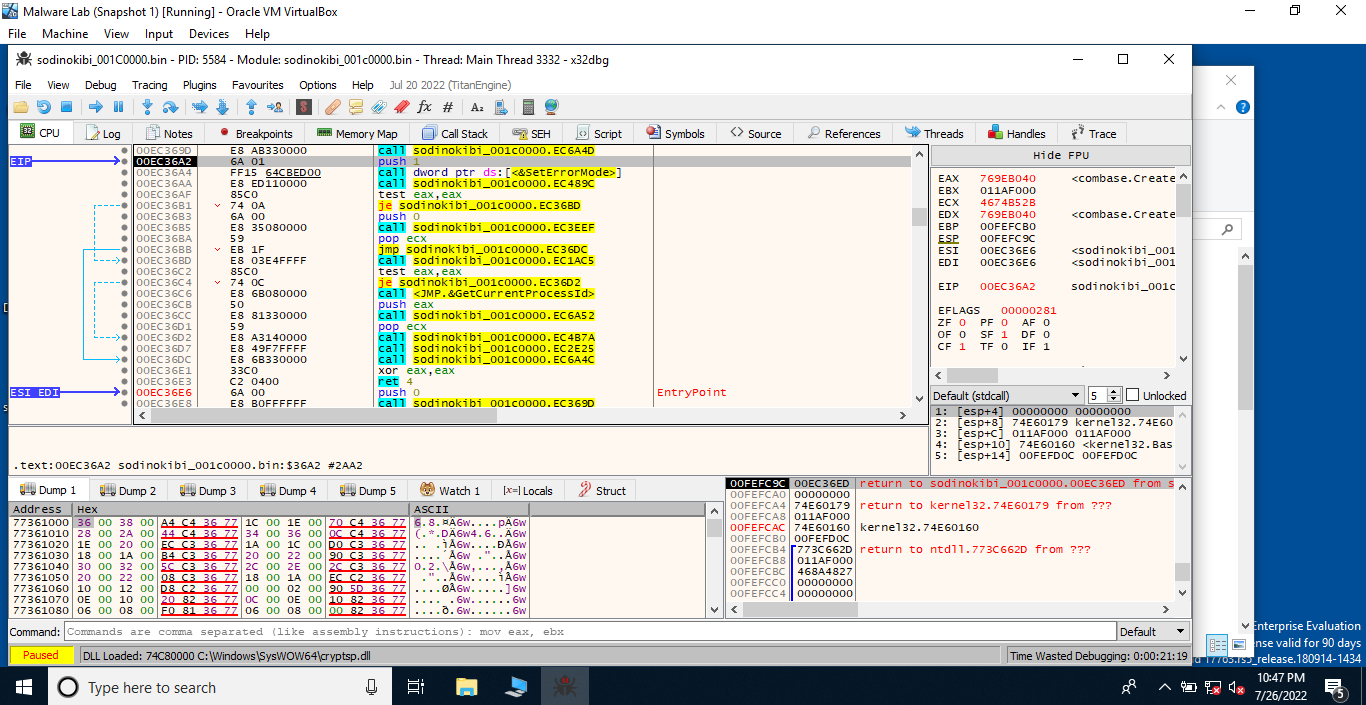 Malware Lab (Snapshot 1) [Running] - Oracle VM VirtualBox
File Machine View Input Devices Help
sodinokibi_001C0000.bin - PID: 5584 - Module: sodinokibi_001c0000.bin - Thread: Main Thread 3332 - x32dbg
File View Debug Tracing Plugins Favourites Options Help Jul 20 2022 (TitanEngine)
CPU Log Notes Breakpoints Memory Map Call Stack SEH Script Symbols Source References Threads Handles Trace
00EC369D E8 AB330000 call sodinokibi_001c0000.EC6A4D
EIP 00EC36A2 6A 01 push 1
00EC36A4 FF15 64CBED00 call dword ptr ds:[<&SetErrorMode>]
00EC36AA E8 ED110000 call sodinokibi_001c0000.EC489C
00EC36AF 85C0 test eax,eax
00EC36B1 74 0A je sodinokibi_001c0000.EC36BD
00EC36B3 6A 00 push 0
00EC36B5 E8 35080000 call sodinokibi_001c0000.EC3EEF
00EC36BA 59 pop ecx
00EC36BB EB 1F jmp sodinokibi_001c0000.EC36DC
00EC36BD E8 03E4FFFF call sodinokibi_001c0000.EC1AC5
00EC36C2 85C0 test eax,eax
00EC36C4 74 0C je sodinokibi_001c0000.EC36D2
00EC36C6 E8 6B080000 call <JMP.&GetCurrentProcessId>
00EC36CB 50 push eax
00EC36CC E8 81330000 call sodinokibi_001c0000.EC6A52
00EC36D1 59 pop ecx
00EC36D2 E8 A3140000 call sodinokibi_001c0000.EC4B7A
00EC36D7 E8 49F7FFFF call sodinokibi_001c0000.EC2E25
00EC36DC E8 6B330000 call sodinokibi_001c0000.EC6A4C
00EC36E1 33C0 xor eax,eax
00EC36E3 C2 0400 ret 4
ESI EDI 00EC36E6 6A 00 push 0 EntryPoint
00EC36E8 E8 B0FFFFFF call sodinokibi_001c0000.EC369D
Hide FPU
EAX 769EB040 <combase.Create
EBX 011AF000
ECX 4674B52B
EDX 769EB040 <combase.Create
EBP 00FEFCB0
ESP 00FEFC9C
ESI 00EC36E6 <sodinokibi_001
EDI 00EC36E6 <sodinokibi_001
EIP 00EC36A2 sodinokibi_001c
EFLAGS 00000281
ZF 0 PF 0 AF 0
OF 0 SF 1 DF 0
CF 1 TF 0 IF 1
Default (stdcall) 5 Unlocked
1: [esp+4] 00000000 00000000
2: [esp+8] 74E60179 kernel32.74E60
3: [esp+C] 011AF000 011AF000
4: [esp+10] 74E60160 <kernel32.Bas
5: [esp+14] 00FEFD0C 00FEFD0C
.text:00EC36A2 sodinokibi_001c0000.bin:$36A2 #2AA2
Dump 1 Dump 2 Dump 3 Dump 4 Dump 5 Watch 1 [x=] Locals Struct
Address Hex ASCII
77361000 36 00 38 00 A4 C4 36 77 1C 00 1E 00 70 C4 36 77 6.8.¤Ä6w....pÄ6w
77361010 28 00 2A 00 44 C4 36 77 34 00 36 00 0C C4 36 77 (.*.DÄ6w4.6..Ä6w
77361020 1E 00 20 00 EC C3 36 77 1A 00 1C 00 D0 C3 36 77
77361030 18 00 1A 00 B4 C3 36 77 20 00 22 00 90 C3 36 77
77361040 30 00 32 00 5C C3 36 77 2C 00 2E 00 2C C3 36 77
77361050 20 00 22 00 08 C3 36 77 18 00 1A 00 EC C2 36 77
77361060 10 00 12 00 D8 C2 36 77 00 00 02 00 90 5D 36 77
77361070 0E 00 10 00 20 82 36 77 0C 00 0E 00 10 82 36 77
77361080 06 00 08 00 F0 81 36 77 06 00 08 00 00 82 36 77
00FEFC9C 00EC36ED return to sodinokibi_001c0000.00EC36ED from s
00FEFCA0 00000000
00FEFCA4 74E60179 return to kernel32.74E60179 from ???
00FEFCA8 011AF000
00FEFCAC 74E60160 kernel32.74E60160
00FEFCB0 00FEFD0C
00FEFCB4 773C662D return to ntdll.773C662D from ???
00FEFCB8 011AF000
00FEFCBC 468A4827
00FEFCC0 00000000
00FEFCC4 00000000
Command: Commands are comma separated (like assembly instructions): mov eax, ebx Default
Paused DLL Loaded: 74C80000 C:\Windows\SysWOW64\cryptsp.dll Time Wasted Debugging: 0:00:21:19
Enterprise Evaluation
ense valid for 90 days
17763.rs5_release.180914-1434
Type here to search
10:47 PM
7/26/2022
5